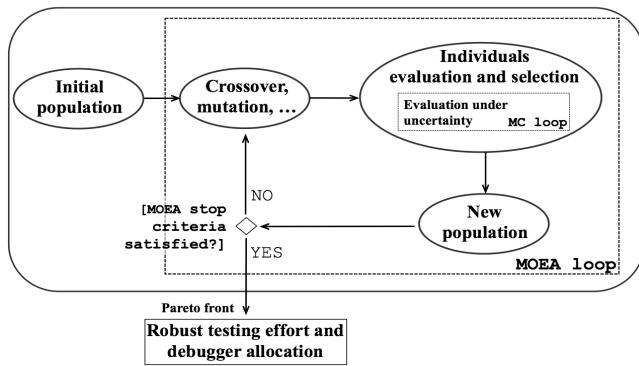 Initial
population
Crossover,
mutation, ...
Individuals
evaluation and selection
Evaluation under
uncertainty MC loop
New
population
NO
[MOEA stop
criteria
satisfied?]
YES
MOEA loop
Pareto front
Robust testing effort and
debugger allocation